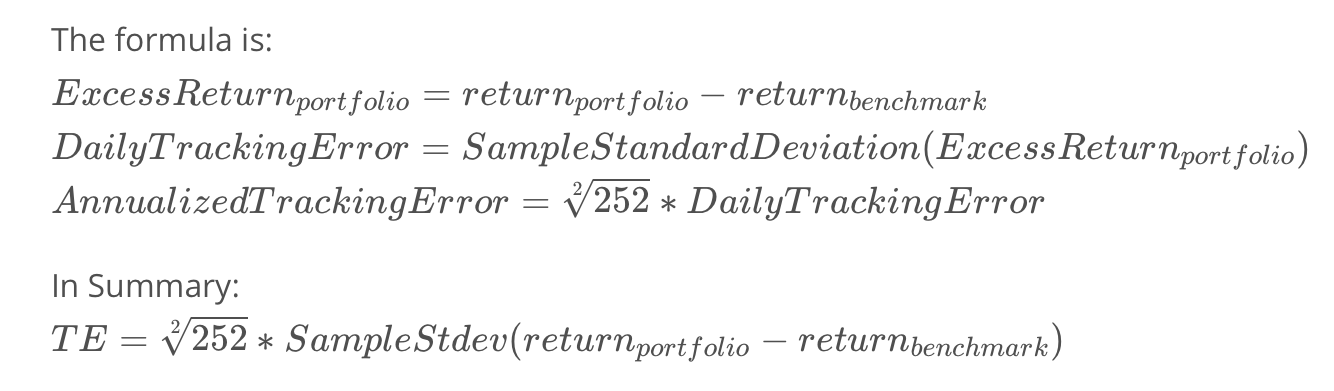 The formula is:
ExcessReturn_{portfolio} = return_{portfolio} − return_{benchmark}
DailyTrackingError = SampleStandardDeviation(ExcessReturn_{portfolio})
AnnualizedTrackingError = \sqrt[2]{252} * DailyTrackingError
In Summary:
TE = \sqrt[2]{252} * SampleStdev(return_{portfolio} − return_{benchmark})